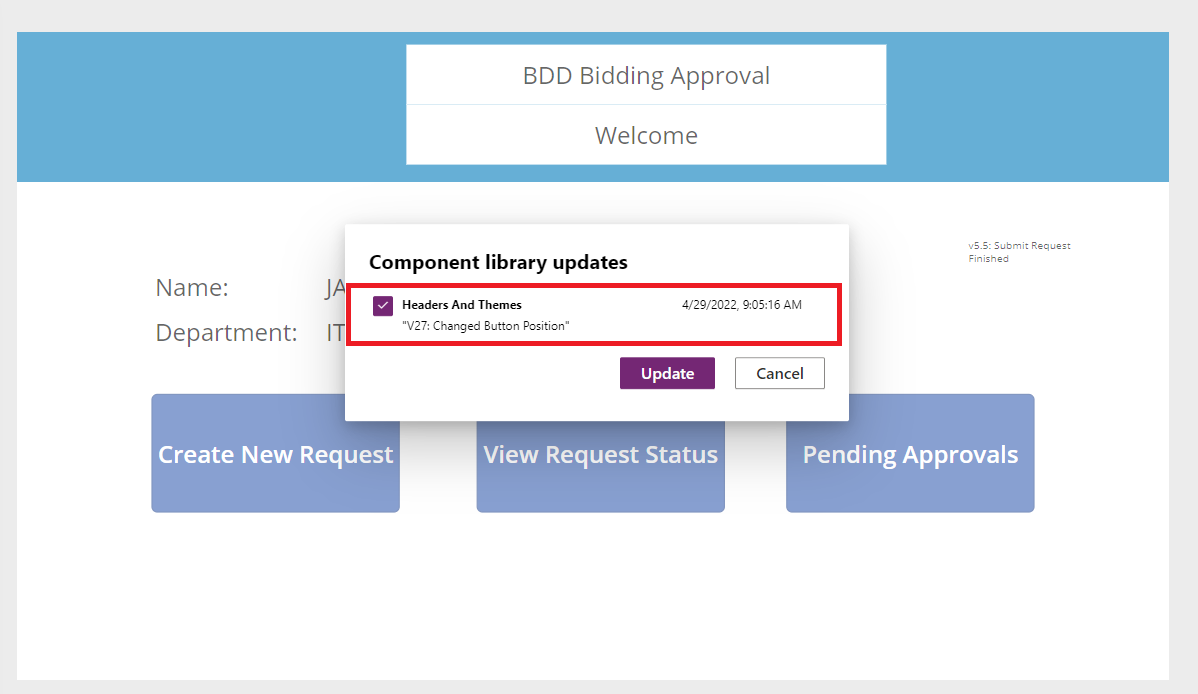 BDD Bidding Approval
Welcome
v5.5: Submit Request
Finished
Component library updates
Headers And Themes 4/29/2022, 9:05:16 AM
"V27: Changed Button Position"
Update Cancel
Name: JA
Department: IT
Create New Request View Request Status Pending Approvals